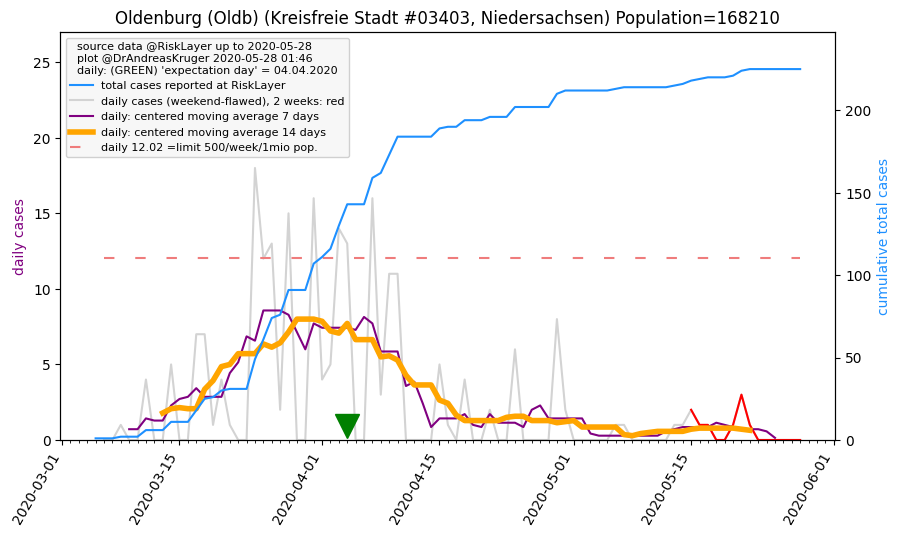 Oldenburg (Oldb) (Kreisfreie Stadt #03403, Niedersachsen) Population=168210
source data @RiskLayer up to 2020-05-28
plot @DrAndreasKruger 2020-05-28 01:46
daily: (GREEN) 'expectation day' = 04.04.2020
total cases reported at RiskLayer
daily cases (weekend-flawed), 2 weeks: red
daily: centered moving average 7 days
daily: centered moving average 14 days
daily 12.02 =limit 500/week/1mio pop.
daily cases
25
20
15
10
5
0
cumulative total cases
200
150
100
50
0
2020-03-01
2020-03-15
2020-04-01
2020-04-15
2020-05-01
2020-05-15
2020-06-01